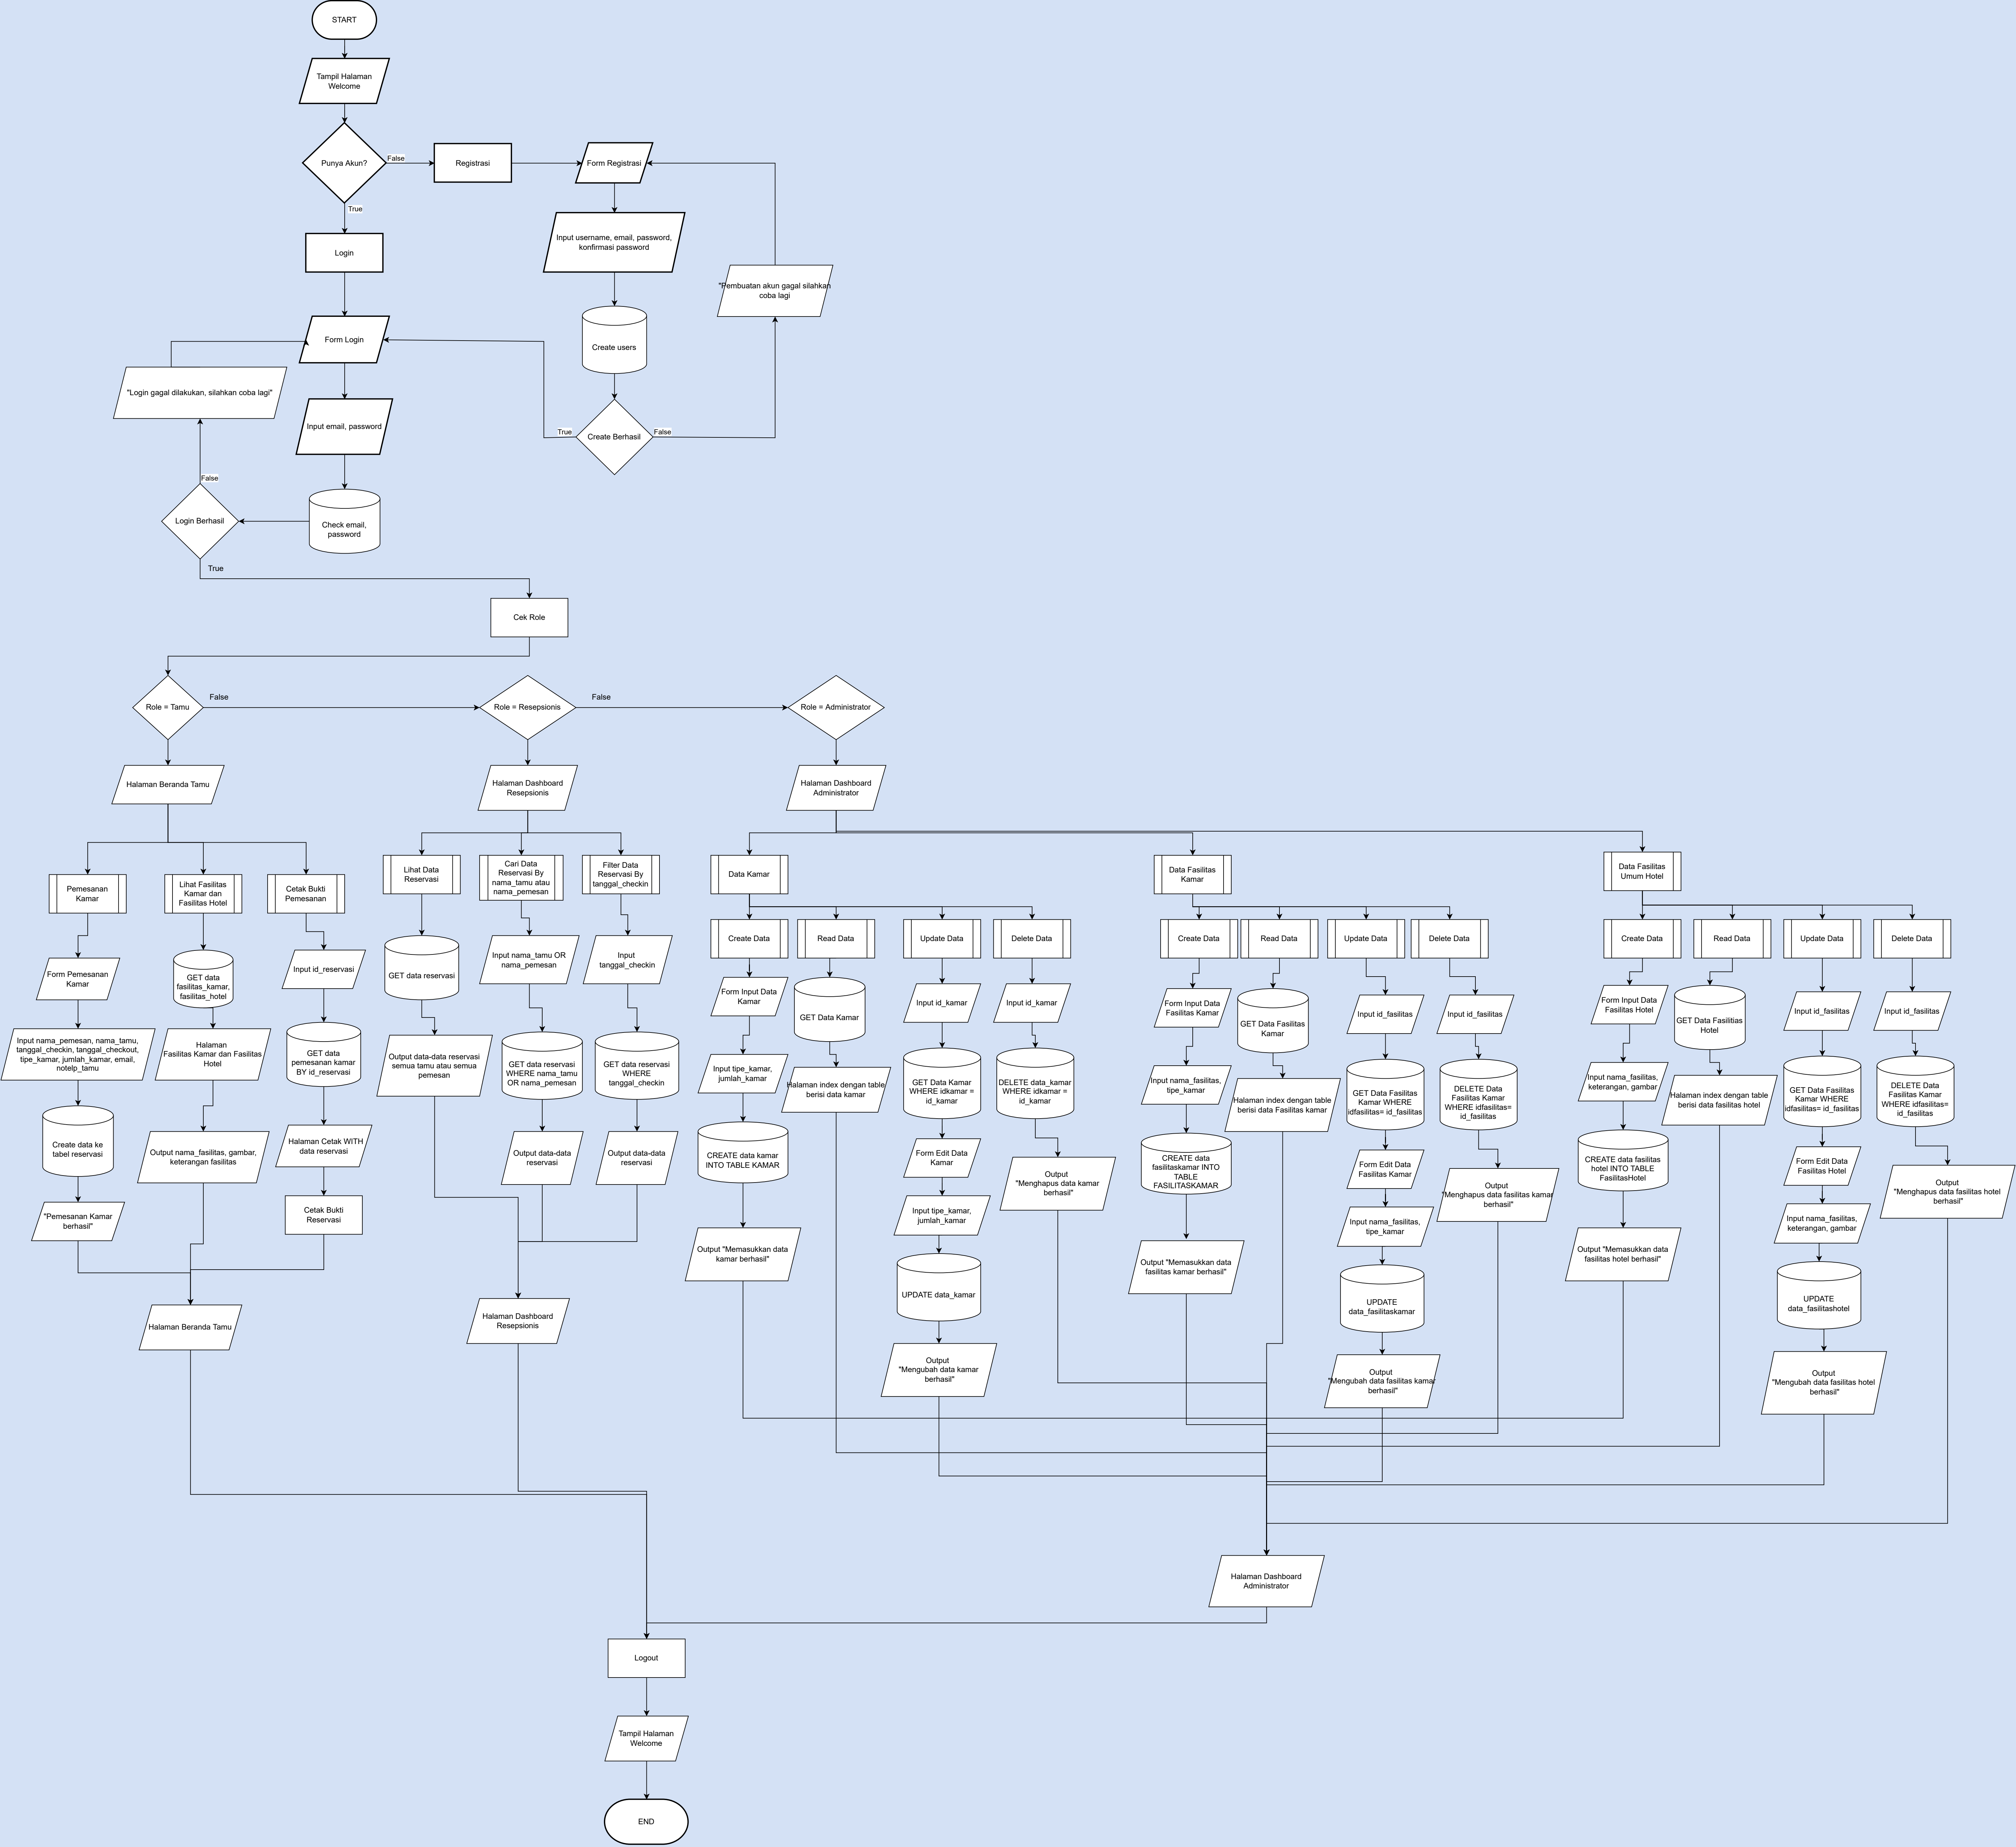 START
Tampil Halaman
Welcome
Punya Akun?
False
Registrasi
Form Registrasi
True
Input username, email, password,
konfirmasi password
Login
"Pembuatan akun gagal silahkan
coba lagi
Form Login
Create users
"Login gagal dilakukan, silahkan coba lagi"
Input email, password
True
Create Berhasil
False
False
Login Berhasil
Check email,
password
True
Cek Role
Role = Tamu
False
Role = Resepsionis
False
Role = Administrator
Halaman Beranda Tamu
Halaman Dashboard
Resepsionis
Halaman Dashboard
Administrator
Pemesanan
Kamar
Lihat Fasilitas
Kamar dan
Fasilitas Hotel
Cetak Bukti
Pemesanan
Lihat Data
Reservasi
Cari Data
Reservasi By
nama_tamu atau
nama_pemesan
Filter Data
Reservasi By
tanggal_checkin
Data Kamar
Data Fasilitas
Kamar
Data Fasilitas
Umum Hotel
Create Data
Read Data
Update Data
Delete Data
Create Data
Read Data
Update Data
Delete Data
Create Data
Read Data
Update Data
Delete Data
Form Pemesanan
Kamar
GET data
fasilitas_kamar,
fasilitas_hotel
Input id_reservasi
GET data reservasi
Input nama_tamu OR
nama_pemesan
Input
tanggal_checkin
Form Input Data
Kamar
GET Data Kamar
Input id_kamar
Input id_kamar
Form Input Data
Fasilitas Kamar
GET Data Fasilitas
Kamar
Input id_fasilitas
Input id_fasilitas
Form Input Data
Fasilitas Hotel
GET Data Fasilitias
Hotel
Input id_fasilitas
Input id_fasilitas
Input nama_pemesan, nama_tamu,
tanggal_checkin, tanggal_checkout,
tipe_kamar, jumlah_kamar, email,
notelp_tamu
Halaman
Fasilitas Kamar dan Fasilitas
Hotel
GET data
pemesanan kamar
BY id_reservasi
Output data-data reservasi
semua tamu atau semua
pemesan
GET data reservasi
WHERE nama_tamu
OR nama_pemesan
GET data reservasi
WHERE
tanggal_checkin
Input tipe_kamar,
jumlah_kamar
Halaman index dengan table
berisi data kamar
GET Data Kamar
WHERE idkamar =
id_kamar
DELETE data_kamar
WHERE idkamar =
id_kamar
Input nama_fasilitas,
tipe_kamar
Halaman index dengan table
berisi data Fasilitas kamar
GET Data Fasilitas
Kamar WHERE
idfasilitas= id_fasilitas
DELETE Data
Fasilitas Kamar
WHERE idfasilitas=
id_fasilitas
Input nama_fasilitas,
keterangan, gambar
Halaman index dengan table
berisi data fasilitas hotel
GET Data Fasilitas
Kamar WHERE
idfasilitas= id_fasilitas
DELETE Data
Fasilitas Kamar
WHERE idfasilitas=
id_fasilitas
Create data ke
tabel reservasi
Output nama_fasilitas, gambar,
keterangan fasilitas
Halaman Cetak WITH
data reservasi
Output data-data
reservasi
Output data-data
reservasi
CREATE data kamar
INTO TABLE KAMAR
Form Edit Data
Kamar
Output
"Menghapus data kamar
berhasil"
CREATE data
fasilitaskamar INTO
TABLE
FASILITASKAMAR
Form Edit Data
Fasilitas Kamar
Output
"Menghapus data fasilitas kamar
berhasil"
CREATE data fasilitas
hotel INTO TABLE
FasilitasHotel
Form Edit Data
Fasilitas Hotel
Output
"Menghapus data fasilitas hotel
berhasil"
"Pemesanan Kamar
berhasil"
Cetak Bukti
Reservasi
Input tipe_kamar,
jumlah_kamar
Input nama_fasilitas,
tipe_kamar
Input nama_fasilitas,
keterangan, gambar
Output "Memasukkan data
kamar berhasil"
Output "Memasukkan data
fasilitas kamar berhasil"
Output "Memasukkan data
fasilitas hotel berhasil"
UPDATE data_kamar
UPDATE
data_fasilitaskamar
UPDATE
data_fasilitashotel
Halaman Beranda Tamu
Halaman Dashboard
Resepsionis
Output
"Mengubah data kamar
berhasil"
Output
"Mengubah data fasilitas kamar
berhasil"
Output
"Mengubah data fasilitas hotel
berhasil"
Halaman Dashboard
Administrator
Logout
Tampil Halaman
Welcome
END